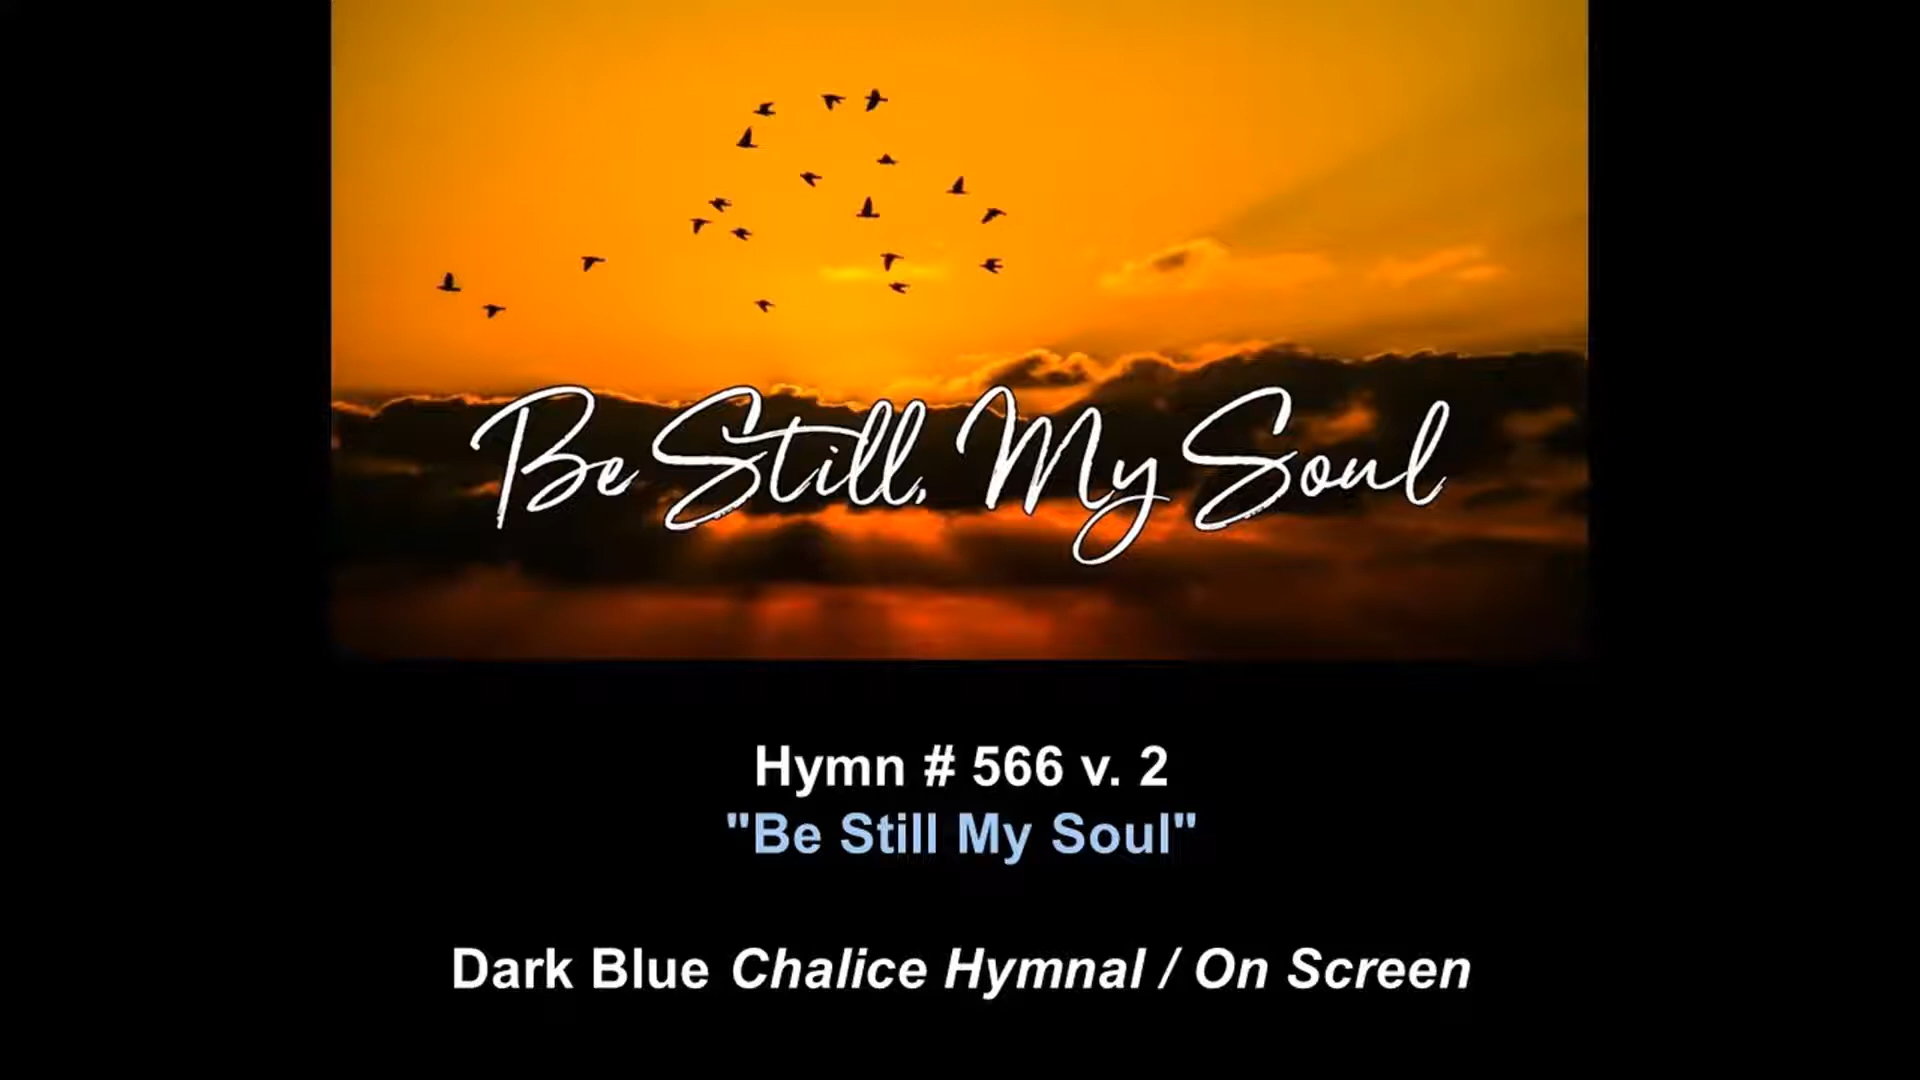 Be Still, My Soul
Hymn # 566 v. 2
"Be Still My Soul"
Dark Blue Chalice Hymnal / On Screen